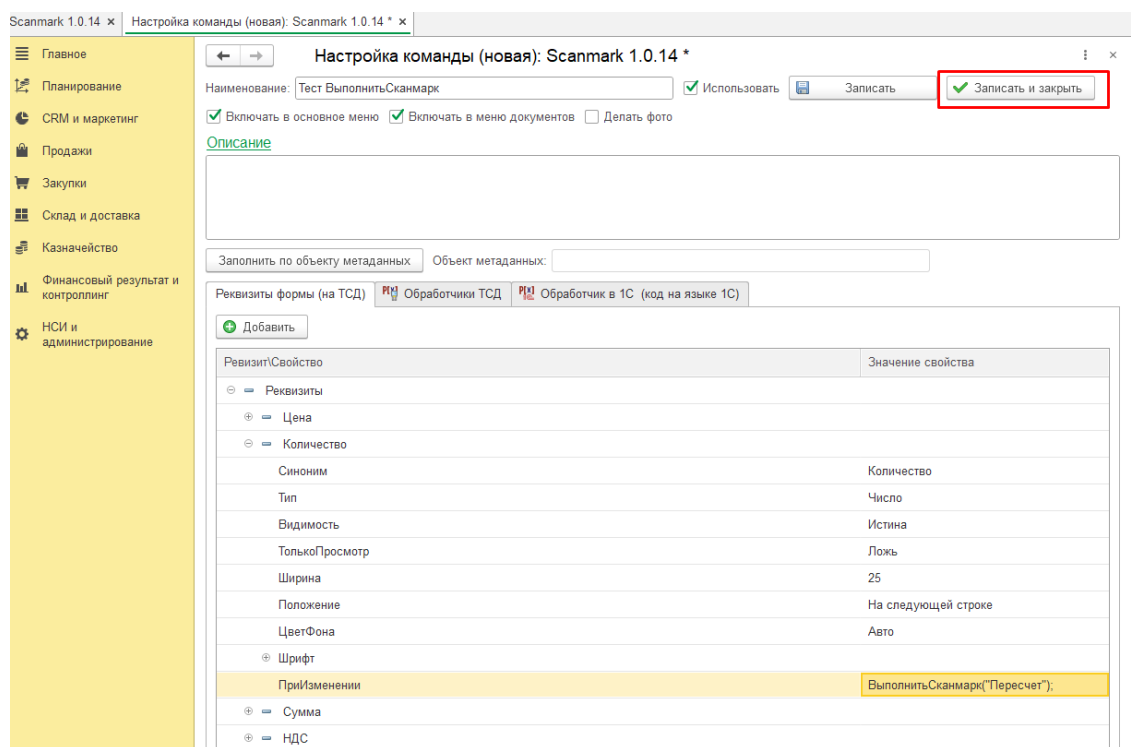 Scanmark 1.0.14 × Настройка команды (новая): Scanmark 1.0.14 * ×
Главное
Планирование
CRM и маркетинг
Продажи
Закупки
Склад и доставка
Казначейство
Финансовый результат и
контроллинг
НСИ и
администрирование
Настройка команды (новая): Scanmark 1.0.14 *
Наименование: Тест ВыполнитьСканмарк Использовать Записать Записать и закрыть
Включать в основное меню Включать в меню документов Делать фото
Описание
Заполнить по объекту метаданных Объект метаданных:
Реквизиты формы (на ТСД) Обработчики ТСД Обработчик в 1С (код на языке 1С)
Добавить
Ревизит\Свойство Значение свойства
Реквизиты
Цена
Количество
Синоним Количество
Тип Число
Видимость Истина
ТолькоПросмотр Ложь
Ширина 25
Положение На следующей строке
ЦветФона Авто
Шрифт
ПриИзменении ВыполнитьСканмарк("Пересчет");
Сумма
НДС